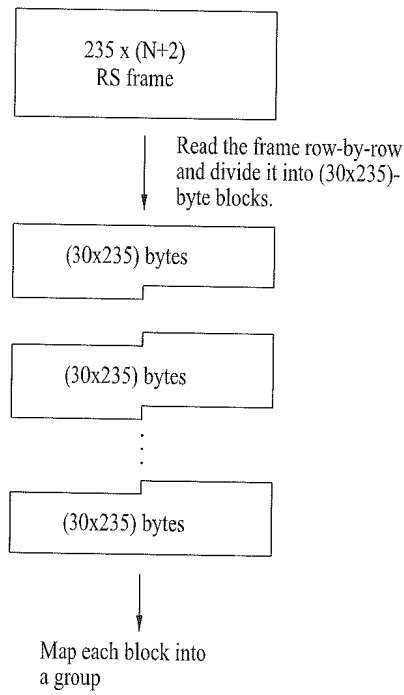 235 x (N+2)
RS frame
Read the frame row-by-row
and divide it into (30x235)-
byte blocks.
(30x235) bytes
(30x235) bytes
(30x235) bytes
Map each block into
a group